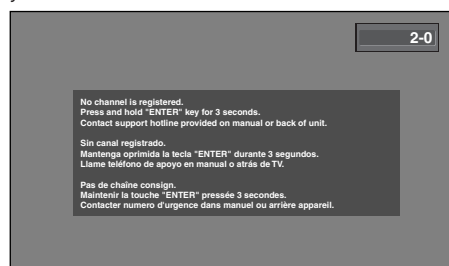 2-0
No channel is registered.
Press and hold "ENTER" key for 3 seconds.
Contact support hotline provided on manual or back of unit.
Sin canal registrado.
Mantenga oprimida la tecla "ENTER" durante 3 segundos.
Llame teléfono de apoyo en manual o atrás de TV.
Pas de chaîne consign.
Maintenir la touche "ENTER" pressée 3 secondes.
Contacter numero d'urgence dans manuel ou arrière appareil.